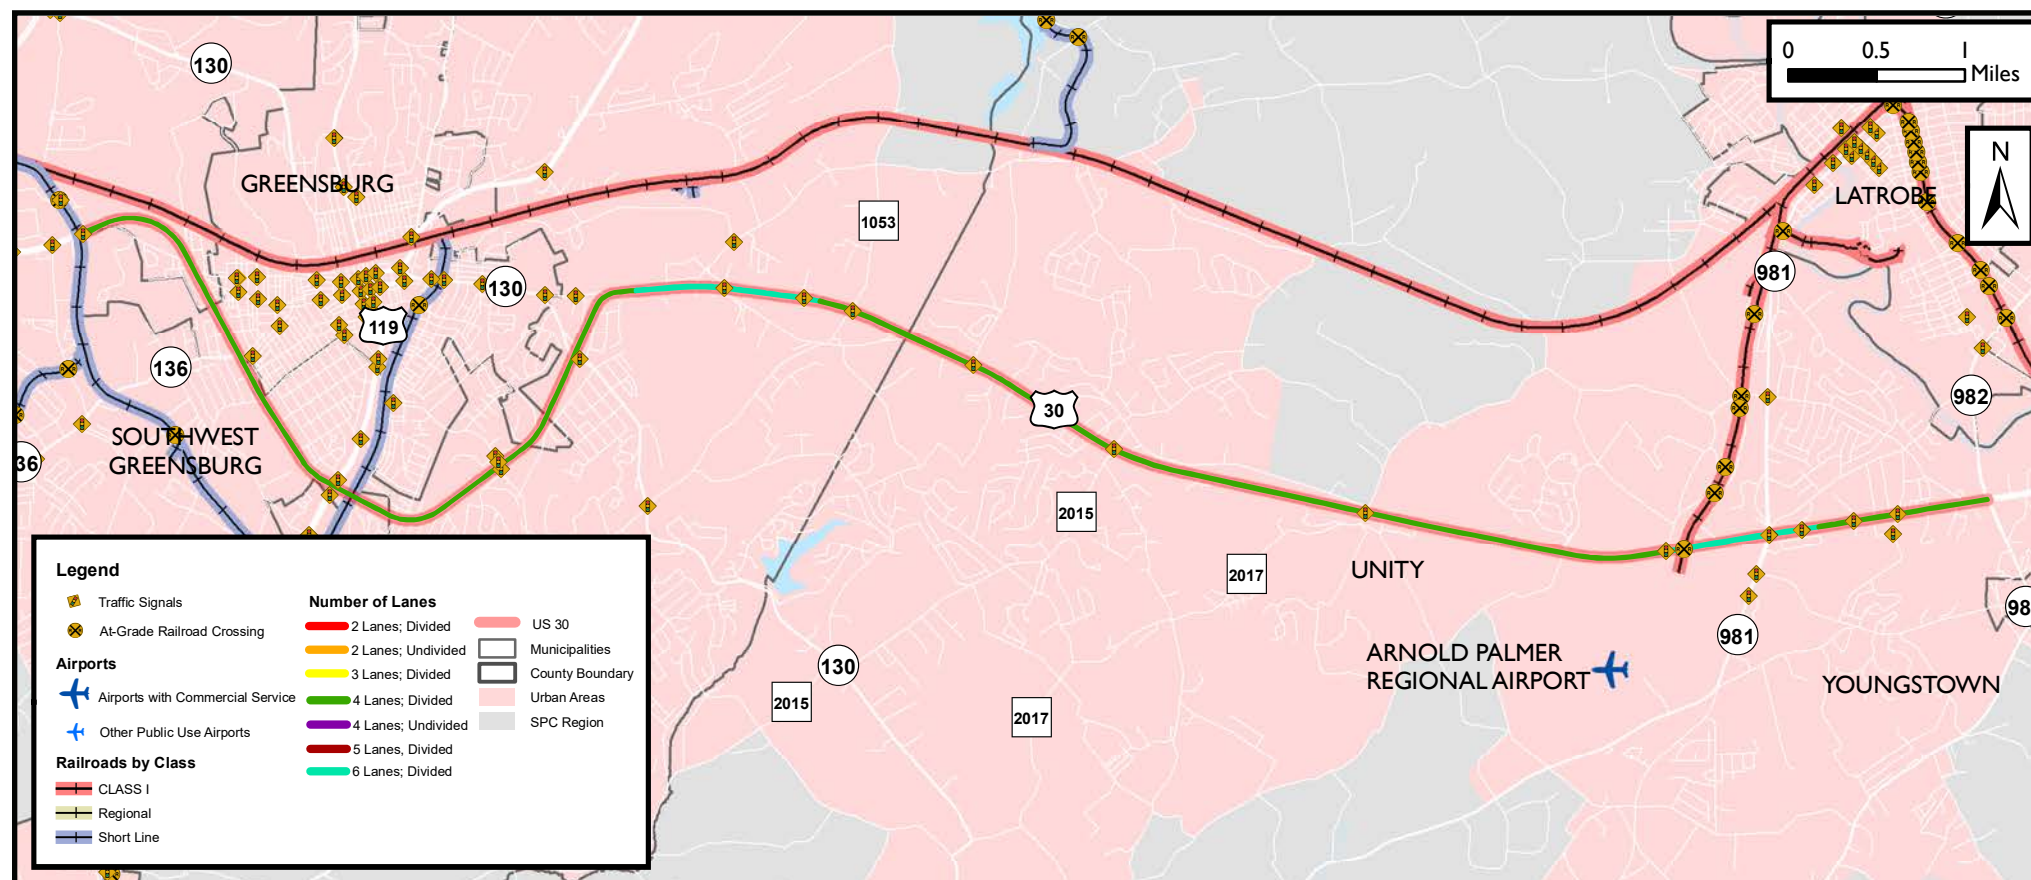 130
0 0.5 1
Miles
N
GREENSBURG
LATROBE
1053
981
130
119
136
982
30
SOUTHWEST
GREENSBURG
36
2015
2017
UNITY
98
981
ARNOLD PALMER
REGIONAL AIRPORT
YOUNGSTOWN
130
2015
2017
Legend
Traffic Signals
At-Grade Railroad Crossing
Airports
Airports with Commercial Service
Other Public Use Airports
Railroads by Class
CLASS I
Regional
Short Line
Number of Lanes
2 Lanes; Divided
2 Lanes; Undivided
3 Lanes; Divided
4 Lanes; Divided
4 Lanes; Undivided
5 Lanes, Divided
6 Lanes; Divided
US 30
Municipalities
County Boundary
Urban Areas
SPC Region